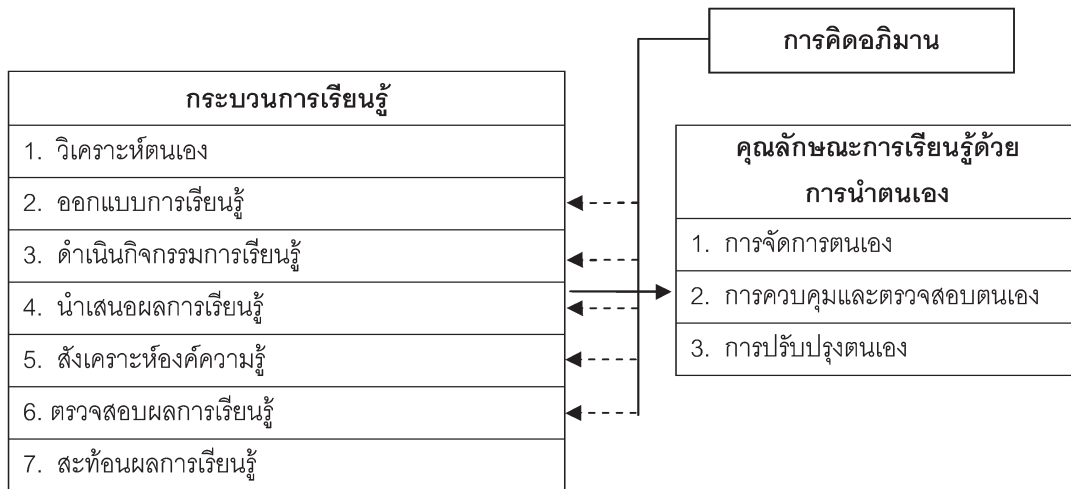 การคิดอภิมาน
กระบวนการเรียนรู้
1. วิเคราะห์ตนเอง
2. ออกแบบการเรียนรู้
3. ดำเนินกิจกรรมการเรียนรู้
4. นำเสนอผลการเรียนรู้
5. สังเคราะห์องค์ความรู้
6. ตรวจสอบผลการเรียนรู้
7. สะท้อนผลการเรียนรู้
คุณลักษณะการเรียนรู้ด้วย
การนำตนเอง
1. การจัดการตนเอง
2. การควบคุมและตรวจสอบตนเอง
3. การปรับปรุงตนเอง